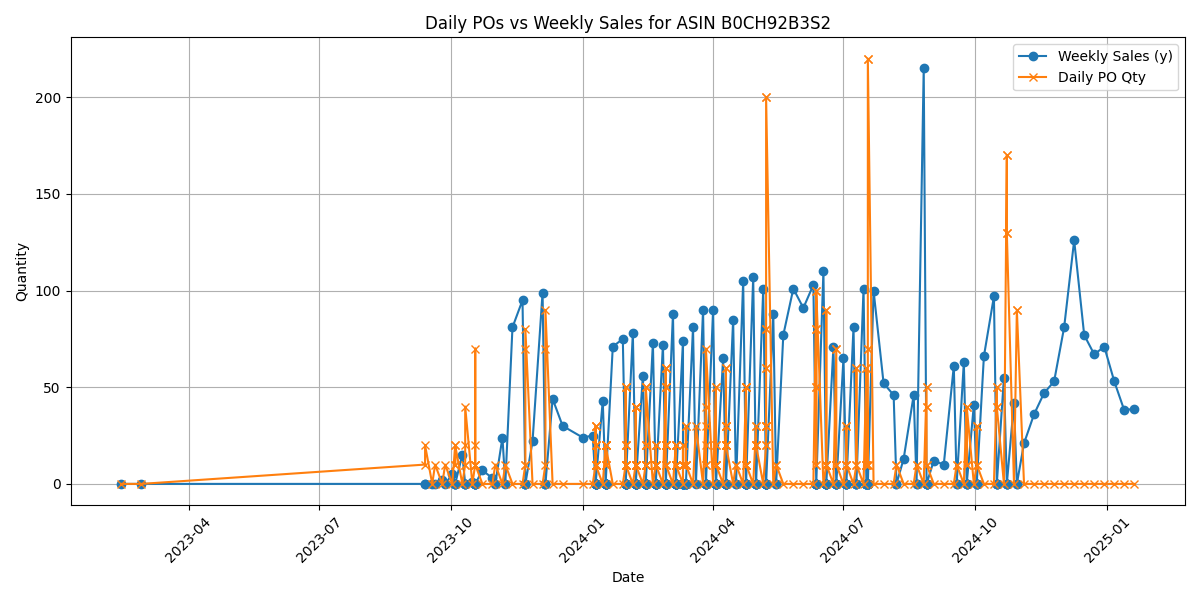 Daily POs vs Weekly Sales for ASIN B0CH92B3S2
Weekly Sales (y)
Daily PO Qty
Quantity
200
150
100
50
0
2023-04
2023-07
2023-10
2024-01
2024-04
2024-07
2024-10
2025-01
Date